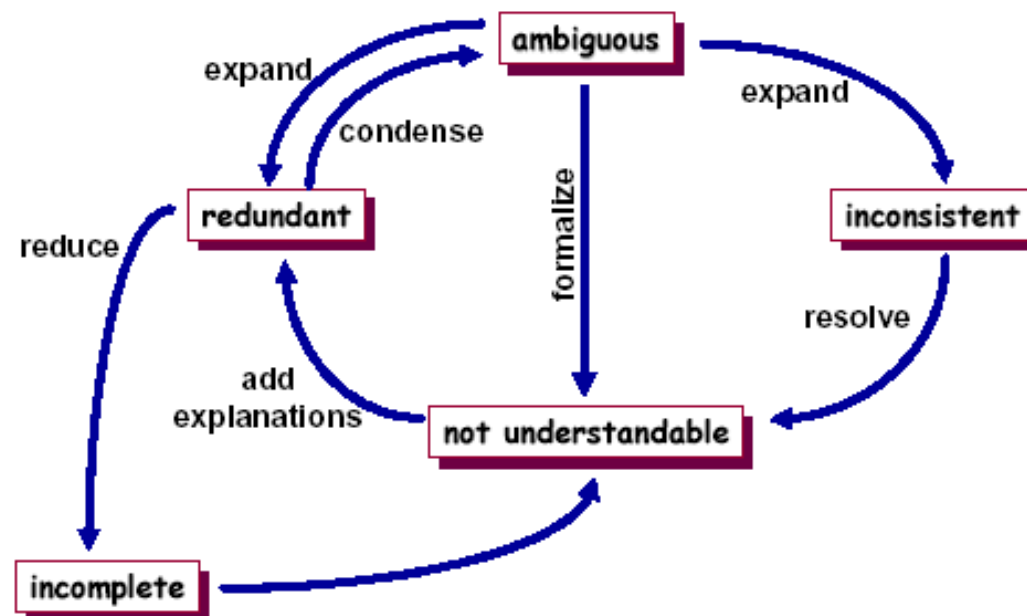 ambiguous
expand
expand
condense
redundant
inconsistent
formalize
reduce
resolve
add
explanations
not understandable
incomplete